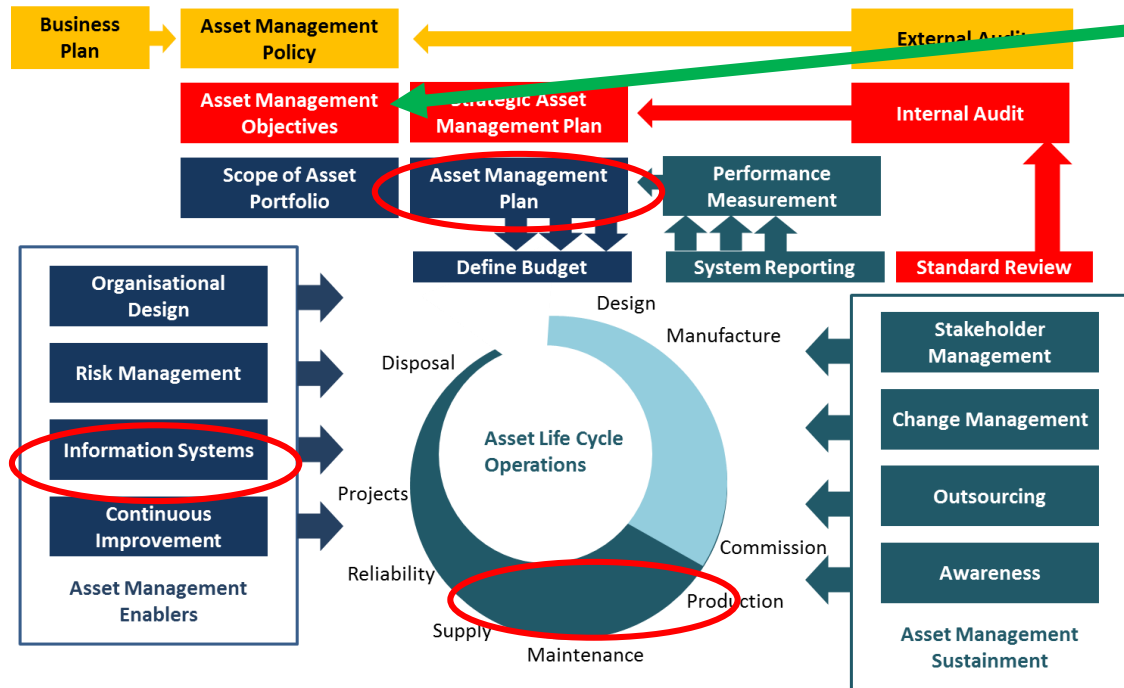 Business
Plan
Asset Management
Policy
External Audit
Asset Management
Objectives
Strategic Asset
Management Plan
Internal Audit
Scope of Asset
Portfolio
Asset Management
Plan
Performance
Measurement
Define Budget
System Reporting
Standard Review
Organisational
Design
Risk Management
Information Systems
Continuous
Improvement
Asset Management
Enablers
Design
Manufacture
Disposal
Asset Life Cycle
Operations
Projects
Commission
Reliability
Production
Supply
Maintenance
Stakeholder
Management
Change Management
Outsourcing
Awareness
Asset Management
Sustainment